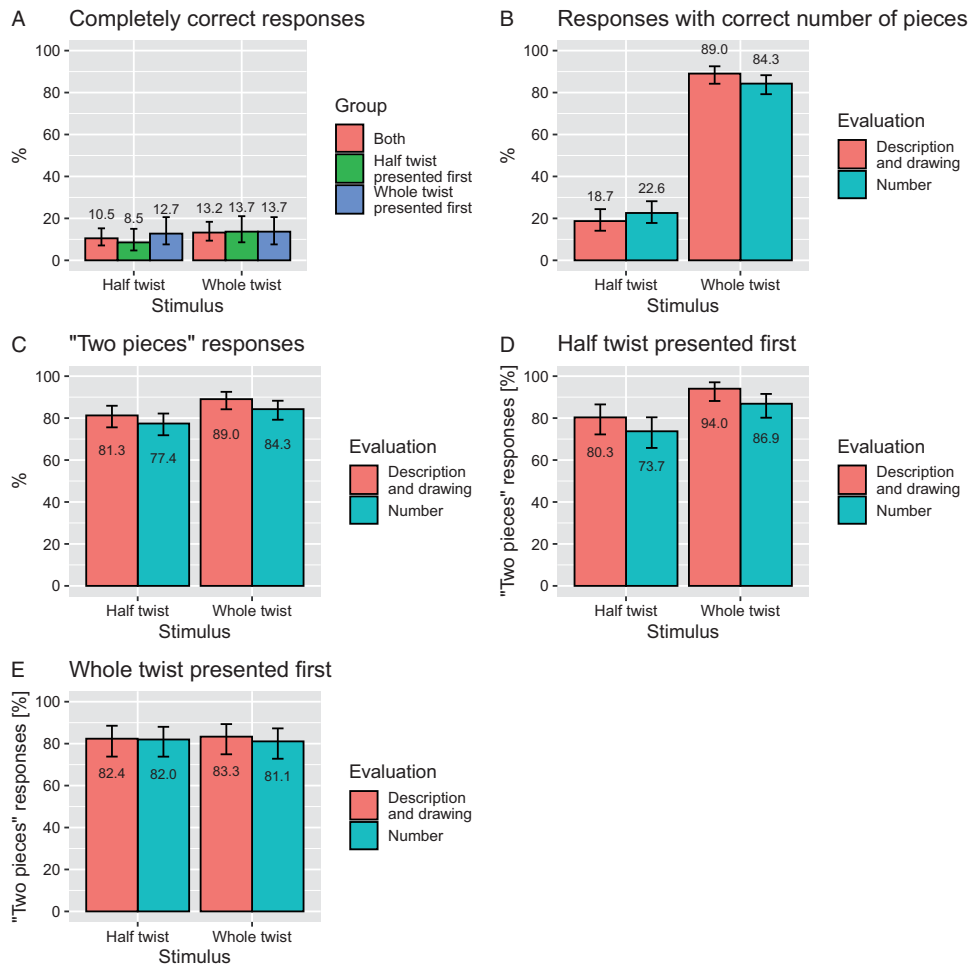 A Completely correct responses
100
80
60
40
20
0
%
10.5
8.5
12.7
13.2
13.7
13.7
Half twist
Whole twist
Stimulus
Group
Both
Half twist
presented first
Whole twist
presented first
B Responses with correct number of pieces
100
80
60
40
20
0
%
18.7
22.6
89.0
84.3
Half twist
Whole twist
Stimulus
Evaluation
Description
and drawing
Number
C "Two pieces" responses
100
80
60
40
20
0
%
81.3
77.4
89.0
84.3
Half twist
Whole twist
Stimulus
Evaluation
Description
and drawing
Number
D Half twist presented first
100
80
60
40
20
0
"Two pieces" responses [%]
80.3
73.7
94.0
86.9
Half twist
Whole twist
Stimulus
Evaluation
Description
and drawing
Number
E Whole twist presented first
100
80
60
40
20
0
"Two pieces" responses [%]
82.4
82.0
83.3
81.1
Half twist
Whole twist
Stimulus
Evaluation
Description
and drawing
Number